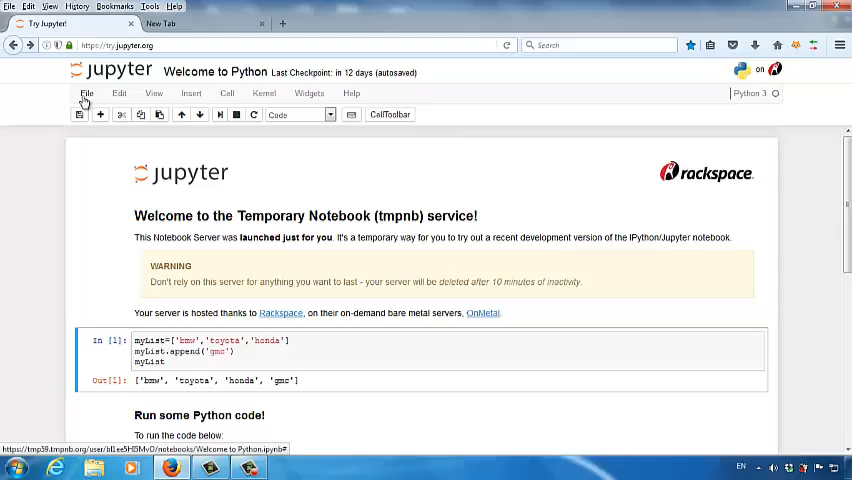 File Edit View History Bookmarks Tools Help
Try Jupyter! × New Tab × +
https://try.jupyter.org Search
jupyter Welcome to Python Last Checkpoint: in 12 days (autosaved) on
File Edit View Insert Cell Kernel Widgets Help Python 3
Code CellToolbar
jupyter rackspace.
Welcome to the Temporary Notebook (tmpnb) service!
This Notebook Server was launched just for you. It's a temporary way for you to try out a recent development version of the IPython/Jupyter notebook.
WARNING
Don't rely on this server for anything you want to last - your server will be deleted after 10 minutes of inactivity.
Your server is hosted thanks to Rackspace, on their on-demand bare metal servers, OnMetal.
In [1]: myList=['bmw','toyota','honda']
myList.append('gmc')
myList
Out[1]: ['bmw', 'toyota', 'honda', 'gmc']
Run some Python code!
To run the code below:
EN